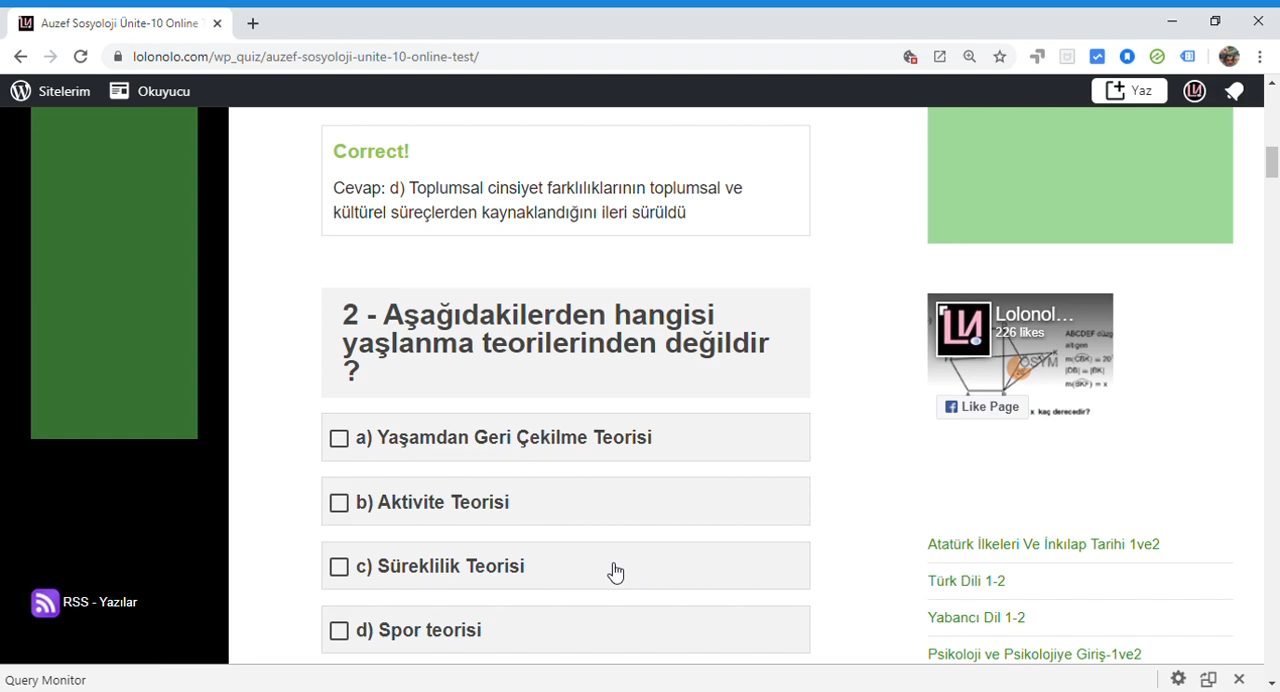 Auzef Sosyoloji Ünite-10 Online
lolonolo.com/wp_quiz/auzef-sosyoloji-unite-10-online-test/
Sitelerim
Okuyucu
Yaz
Correct!
Cevap: d) Toplumsal cinsiyet farklılıklarının toplumsal ve
kültürel süreçlerden kaynaklandığını ileri sürüldü
2 - Aşağıdakilerden hangisi
yaşlanma teorilerinden değildir
?
a) Yaşamdan Geri Çekilme Teorisi
b) Aktivite Teorisi
c) Süreklilik Teorisi
d) Spor teorisi
Lolonol...
226 likes
ÖSYM
Like Page
x kaç derecedir?
Atatürk İlkeleri Ve İnkılap Tarihi 1ve2
Türk Dili 1-2
Yabancı Dil 1-2
Psikoloji ve Psikolojiye Giriş-1ve2
RSS - Yazılar
Query Monitor